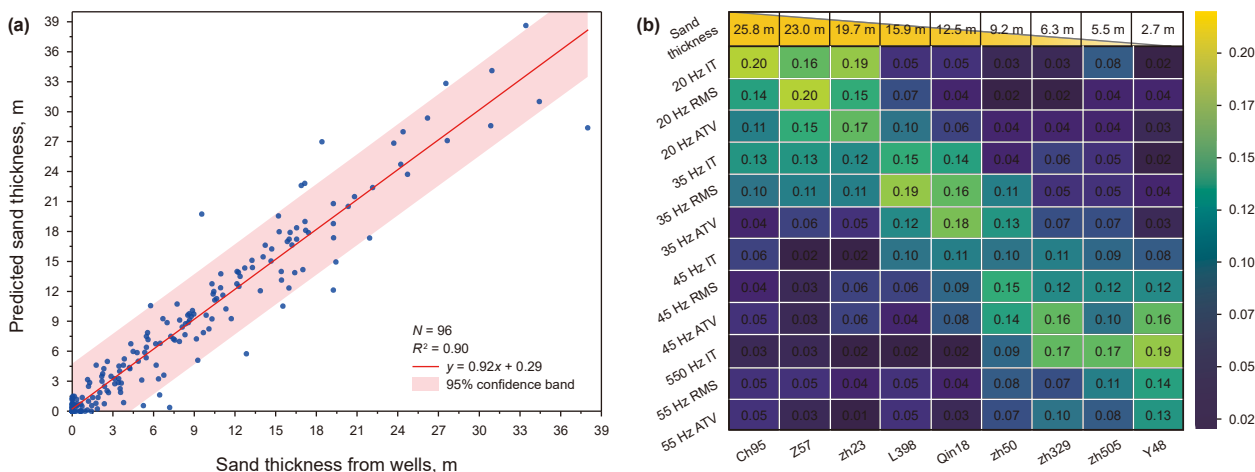 (a)
39
36
33
30
27
24
21
18
15
12
9
6
3
0
Predicted sand thickness, m
N = 96
R² = 0.90
y = 0.92x + 0.29
95% confidence band
0 3 6 9 12 15 18 21 24 27 30 33 36 39
Sand thickness from wells, m
(b)
Sand thickness 25.8 m 23.0 m 19.7 m 15.9 m 12.5 m 9.2 m 6.3 m 5.5 m 2.7 m
20 Hz IT 0.20 0.16 0.19 0.05 0.05 0.03 0.03 0.08 0.02
20 Hz RMS 0.14 0.20 0.15 0.07 0.04 0.02 0.02 0.04 0.04
20 Hz ATV 0.11 0.15 0.17 0.10 0.06 0.04 0.04 0.04 0.03
35 Hz IT 0.13 0.13 0.12 0.15 0.14 0.04 0.06 0.05 0.02
35 Hz RMS 0.10 0.11 0.11 0.19 0.16 0.11 0.05 0.05 0.04
35 Hz ATV 0.04 0.06 0.05 0.12 0.18 0.13 0.07 0.07 0.03
45 Hz IT 0.06 0.02 0.02 0.10 0.11 0.10 0.11 0.09 0.08
45 Hz RMS 0.04 0.03 0.06 0.06 0.09 0.15 0.12 0.12 0.12
45 Hz ATV 0.05 0.03 0.06 0.04 0.08 0.14 0.16 0.10 0.16
550 Hz IT 0.03 0.03 0.02 0.02 0.02 0.09 0.17 0.17 0.19
55 Hz RMS 0.05 0.05 0.04 0.05 0.04 0.08 0.07 0.11 0.14
55 Hz ATV 0.05 0.03 0.01 0.05 0.03 0.07 0.10 0.08 0.13
Ch95 Z57 zh23 L398 Qin18 zh50 zh329 zh505 Y48
0.20
0.17
0.15
0.13
0.10
0.07
0.05
0.02